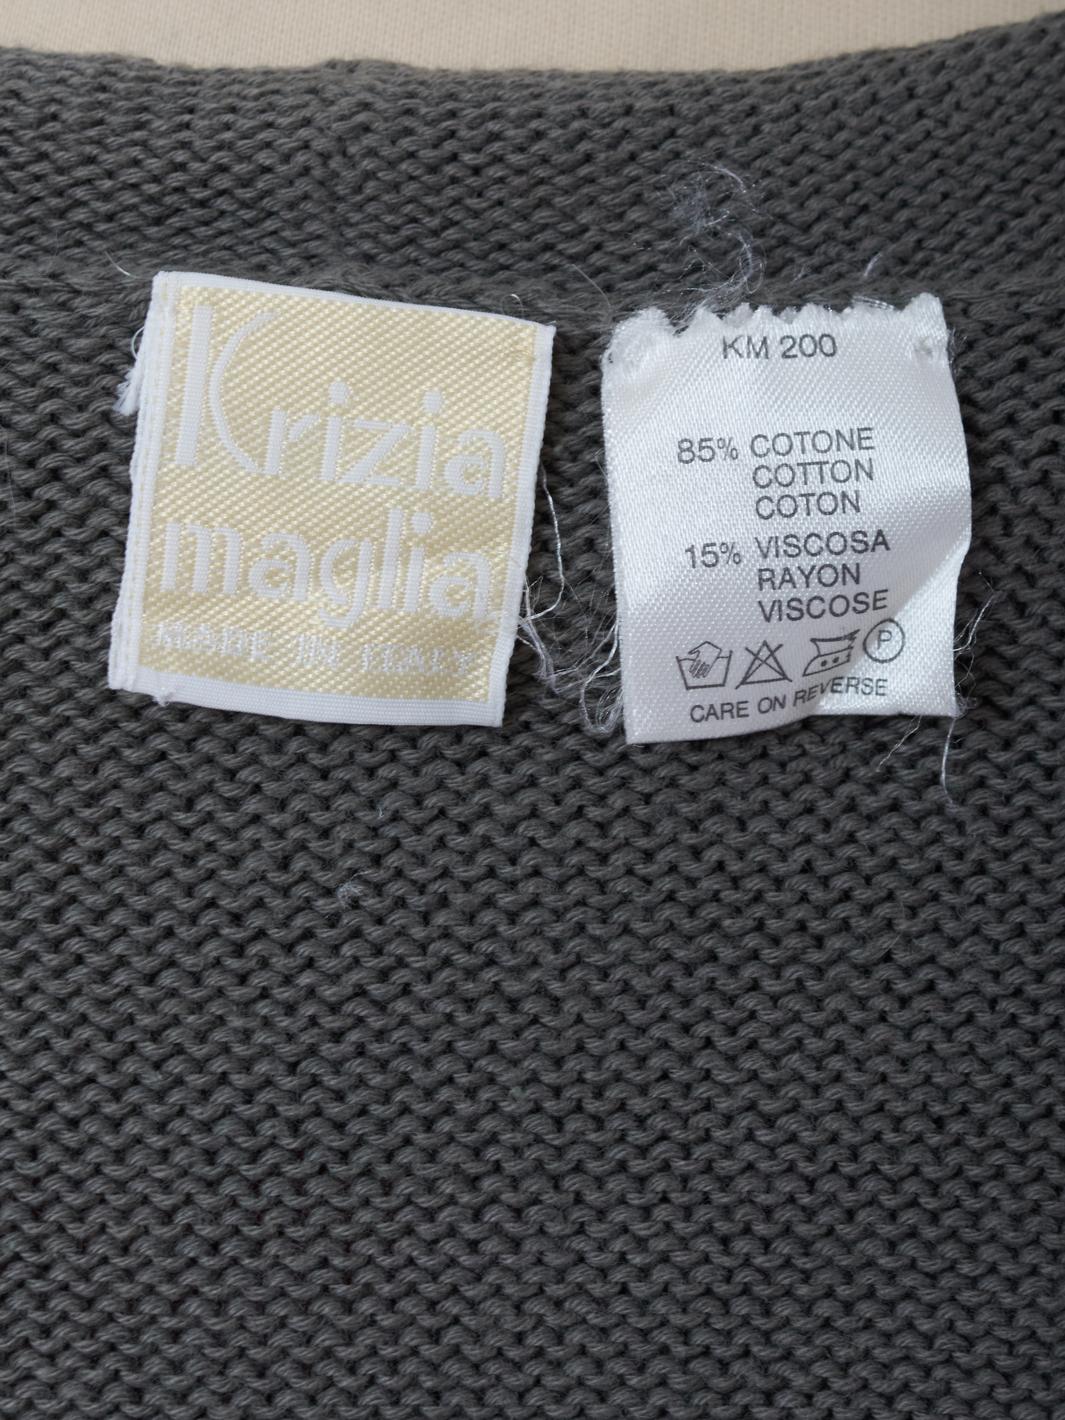 Krizia
maglia
MADE IN ITALY
KM 200
85% COTONE
COTTON
COTON
15% VISCOSA
RAYON
VISCOSE
P
CARE ON REVERSE